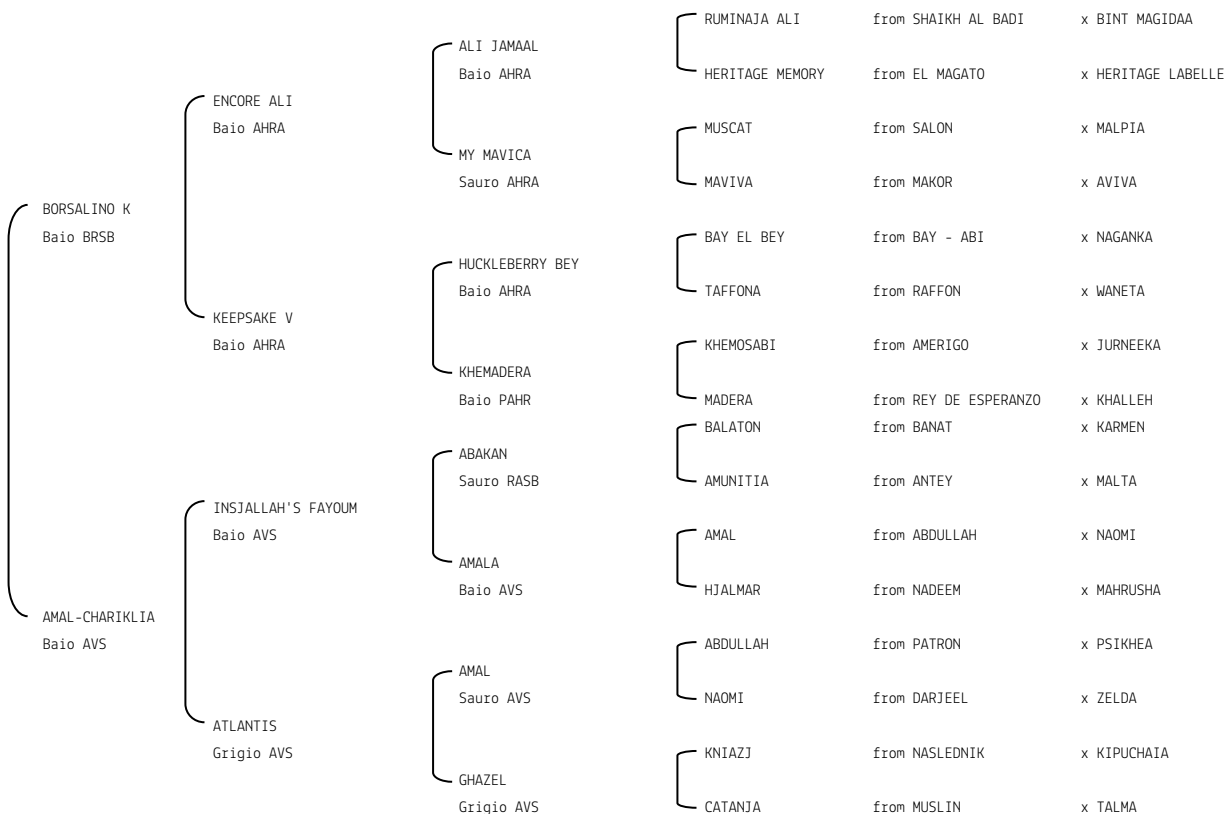 RUMINAJA ALI from SHAIKH AL BADI x BINT MAGIDAA
ALI JAMAAL
Baio AHRA
HERITAGE MEMORY from EL MAGATO x HERITAGE LABELLE
ENCORE ALI
Baio AHRA
MUSCAT from SALON x MALPIA
MY MAVICA
Sauro AHRA
MAVIVA from MAKOR x AVIVA
BORSALINO K
Baio BRSB
BAY EL BEY from BAY - ABI x NAGANKA
HUCKLEBERRY BEY
Baio AHRA
TAFFONA from RAFFON x WANETA
KEEPSAKE V
Baio AHRA
KHEMOSABI from AMERIGO x JURNEEKA
KHEMADERA
Baio PAHR
MADERA from REY DE ESPERANZO x KHALLEH
BALATON from BANAT x KARMEN
ABAKAN
Sauro RASB
AMUNITIA from ANTEY x MALTA
INSJALLAH'S FAYOUM
Baio AVS
AMAL from ABDULLAH x NAOMI
AMALA
Baio AVS
HJALMAR from NADEEM x MAHRUSHA
AMAL-CHARIKLIA
Baio AVS
ABDULLAH from PATRON x PSIKHEA
AMAL
Sauro AVS
NAOMI from DARJEEL x ZELDA
ATLANTIS
Grigio AVS
KNIAZJ from NASLEDNIK x KIPUCHAIA
GHAZEL
Grigio AVS
CATANJA from MUSLIN x TALMA